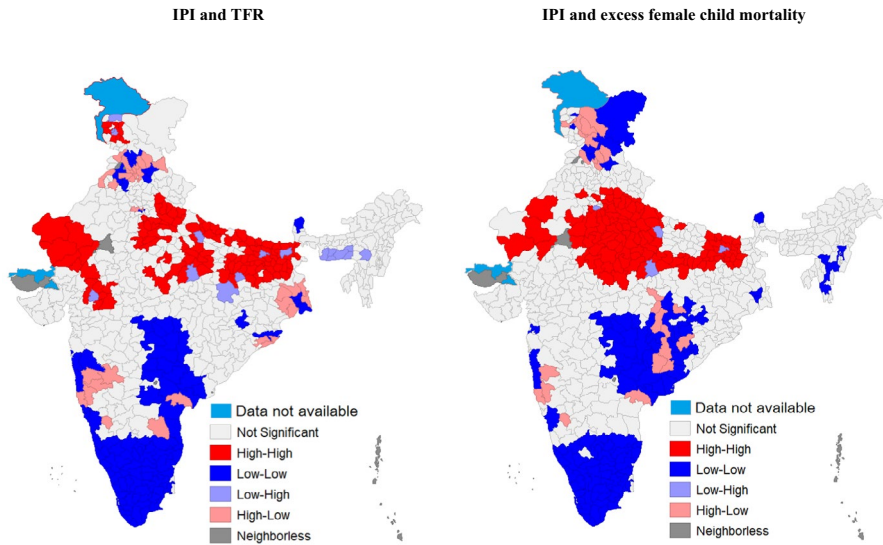 IPI and TFR
IPI and excess female child mortality
Data not available
Not Significant
High-High
Low-Low
Low-High
High-Low
Neighborless
Data not available
Not Significant
High-High
Low-Low
Low-High
High-Low
Neighborless